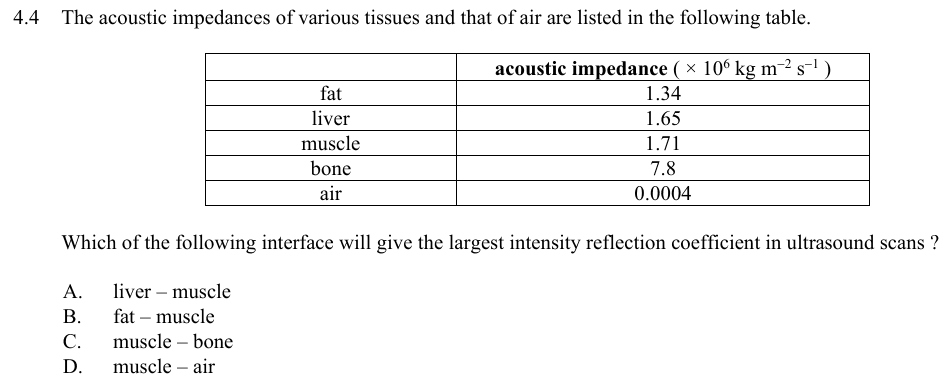 4.4 The acoustic impedances of various tissues and that of air are listed in the following table.
acoustic impedance ( × 10⁶ kg m⁻² s⁻¹ )
fat 1.34
liver 1.65
muscle 1.71
bone 7.8
air 0.0004
Which of the following interface will give the largest intensity reflection coefficient in ultrasound scans ?
A. liver – muscle
B. fat – muscle
C. muscle – bone
D. muscle – air